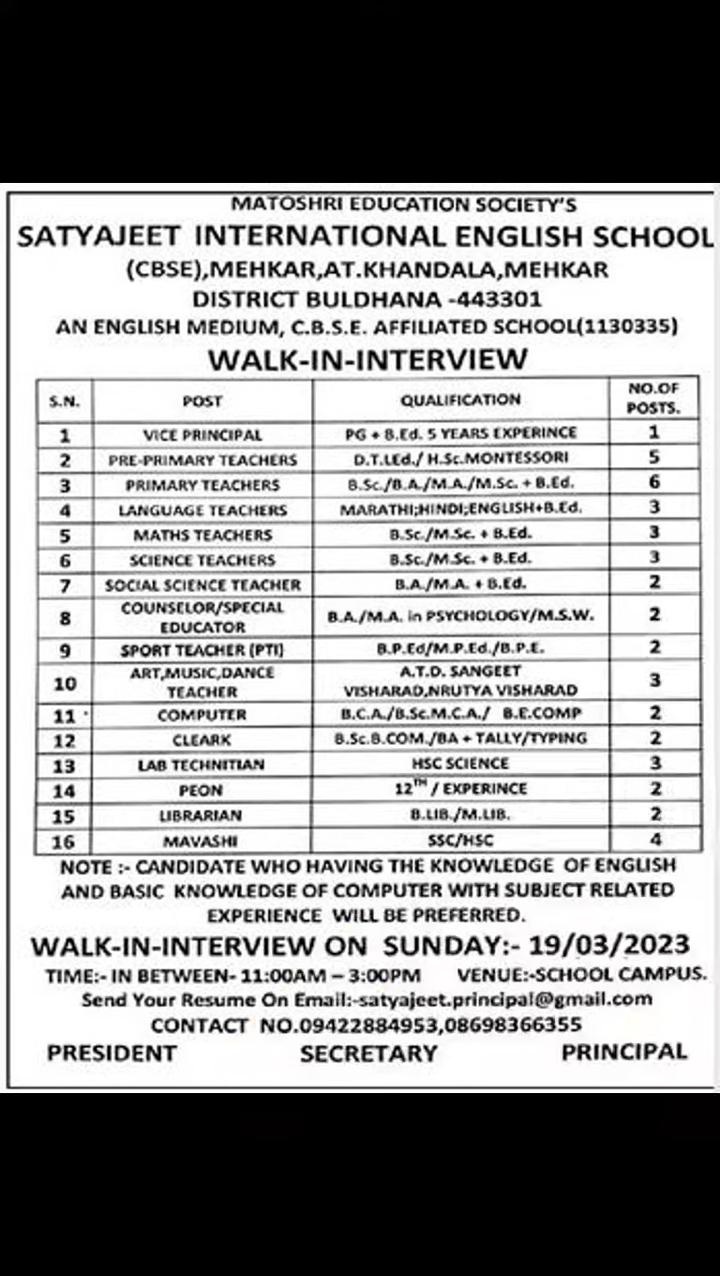 MATOSHRI EDUCATION SOCIETY'S
SATYAJEET INTERNATIONAL ENGLISH SCHOOL
(CBSE),MEHKAR,AT.KHANDALA,MEHKAR
DISTRICT BULDHANA -443301
AN ENGLISH MEDIUM, C.B.S.E. AFFILIATED SCHOOL(1130335)
WALK-IN-INTERVIEW
S.N. POST QUALIFICATION NO.OF POSTS.
1 VICE PRINCIPAL PG + B.Ed. 5 YEARS EXPERINCE 1
2 PRE-PRIMARY TEACHERS D.T.LEd./ H.Sc.MONTESSORI 5
3 PRIMARY TEACHERS B.Sc./B.A./M.A./M.Sc. + B.Ed. 6
4 LANGUAGE TEACHERS MARATHI;HINDI;ENGLISH+B.Ed. 3
5 MATHS TEACHERS B.Sc./M.Sc. + B.Ed. 3
6 SCIENCE TEACHERS B.Sc./M.Sc. + B.Ed. 3
7 SOCIAL SCIENCE TEACHER B.A./M.A. + B.Ed. 2
8 COUNSELOR/SPECIAL EDUCATOR B.A./M.A. in PSYCHOLOGY/M.S.W. 2
9 SPORT TEACHER (PTI) B.P.Ed/M.P.Ed./B.P.E. 2
10 ART,MUSIC,DANCE TEACHER A.T.D. SANGEET VISHARAD,NRUTYA VISHARAD 3
11 COMPUTER B.C.A./B.Sc.M.C.A./ B.E.COMP 2
12 CLEARK B.Sc.B.COM./BA + TALLY/TYPING 2
13 LAB TECHNITIAN HSC SCIENCE 3
14 PEON 12TH / EXPERINCE 2
15 LIBRARIAN B.LIB./M.LIB. 2
16 MAVASHI SSC/HSC 4
NOTE :- CANDIDATE WHO HAVING THE KNOWLEDGE OF ENGLISH
AND BASIC KNOWLEDGE OF COMPUTER WITH SUBJECT RELATED
EXPERIENCE WILL BE PREFERRED.
WALK-IN-INTERVIEW ON SUNDAY:- 19/03/2023
TIME:- IN BETWEEN- 11:00AM – 3:00PM VENUE:-SCHOOL CAMPUS.
Send Your Resume On Email:-satyajeet.principal@gmail.com
CONTACT NO.09422884953,08698366355
PRESIDENT SECRETARY PRINCIPAL